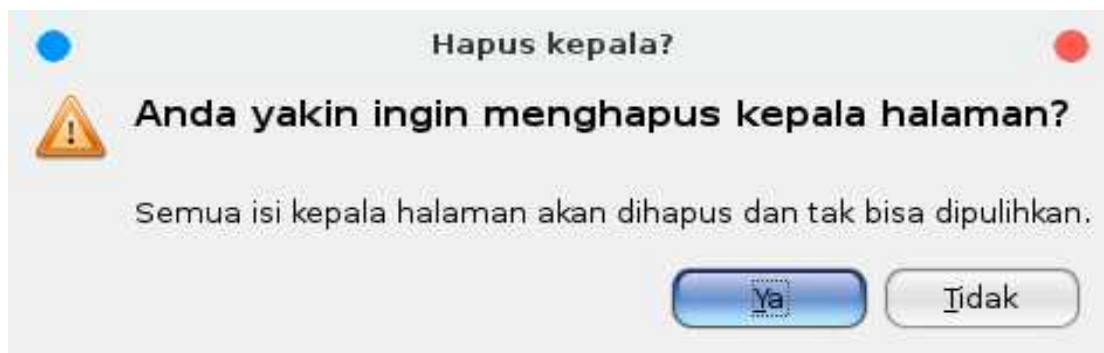 Hapus kepala?
Anda yakin ingin menghapus kepala halaman?
Semua isi kepala halaman akan dihapus dan tak bisa dipulihkan.
Ya
Tidak